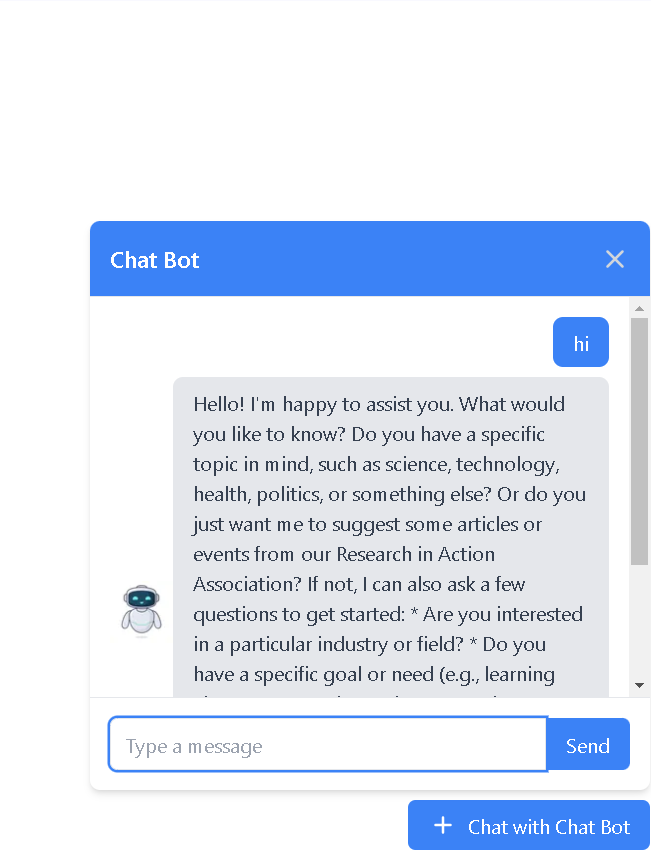 Chat Bot
hi
Hello! I'm happy to assist you. What would
you like to know? Do you have a specific
topic in mind, such as science, technology,
health, politics, or something else? Or do you
just want me to suggest some articles or
events from our Research in Action
Association? If not, I can also ask a few
questions to get started: * Are you interested
in a particular industry or field? * Do you
have a specific goal or need (e.g., learning
Type a message
Send
Chat with Chat Bot